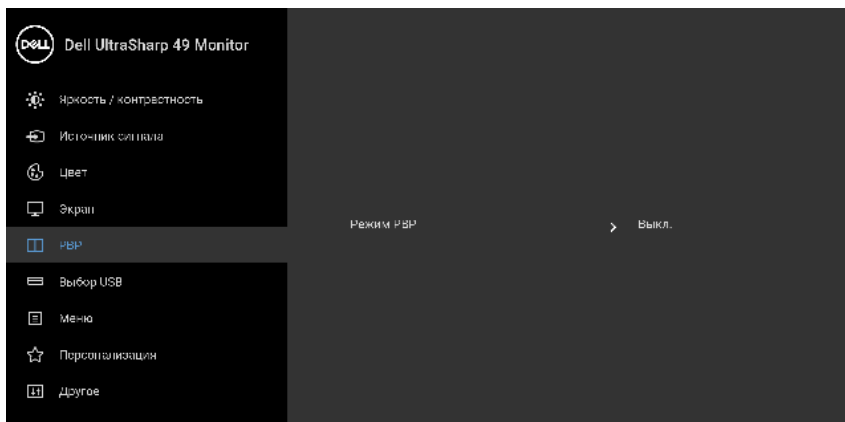 DELL Dell UltraSharp 49 Monitor
Яркость / контрастность
Источник сигнала
Цвет
Экран
Режим PBP Выкл.
PBP
Выбор USB
Меню
Персонализация
Другое